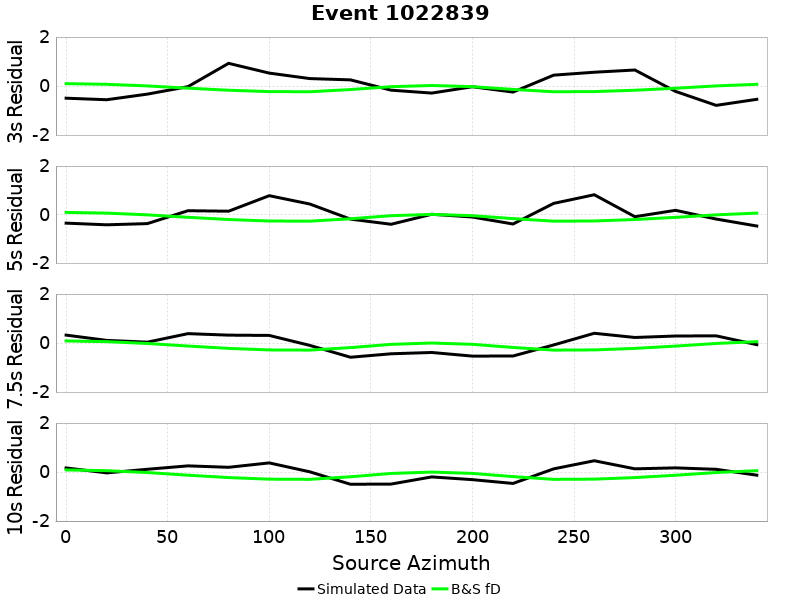 Event 1022839
3s Residual
2
0
-2
5s Residual
2
0
-2
7.5s Residual
2
0
-2
10s Residual
2
0
-2
0 50 100 150 200 250 300
Source Azimuth
Simulated Data B&S fD